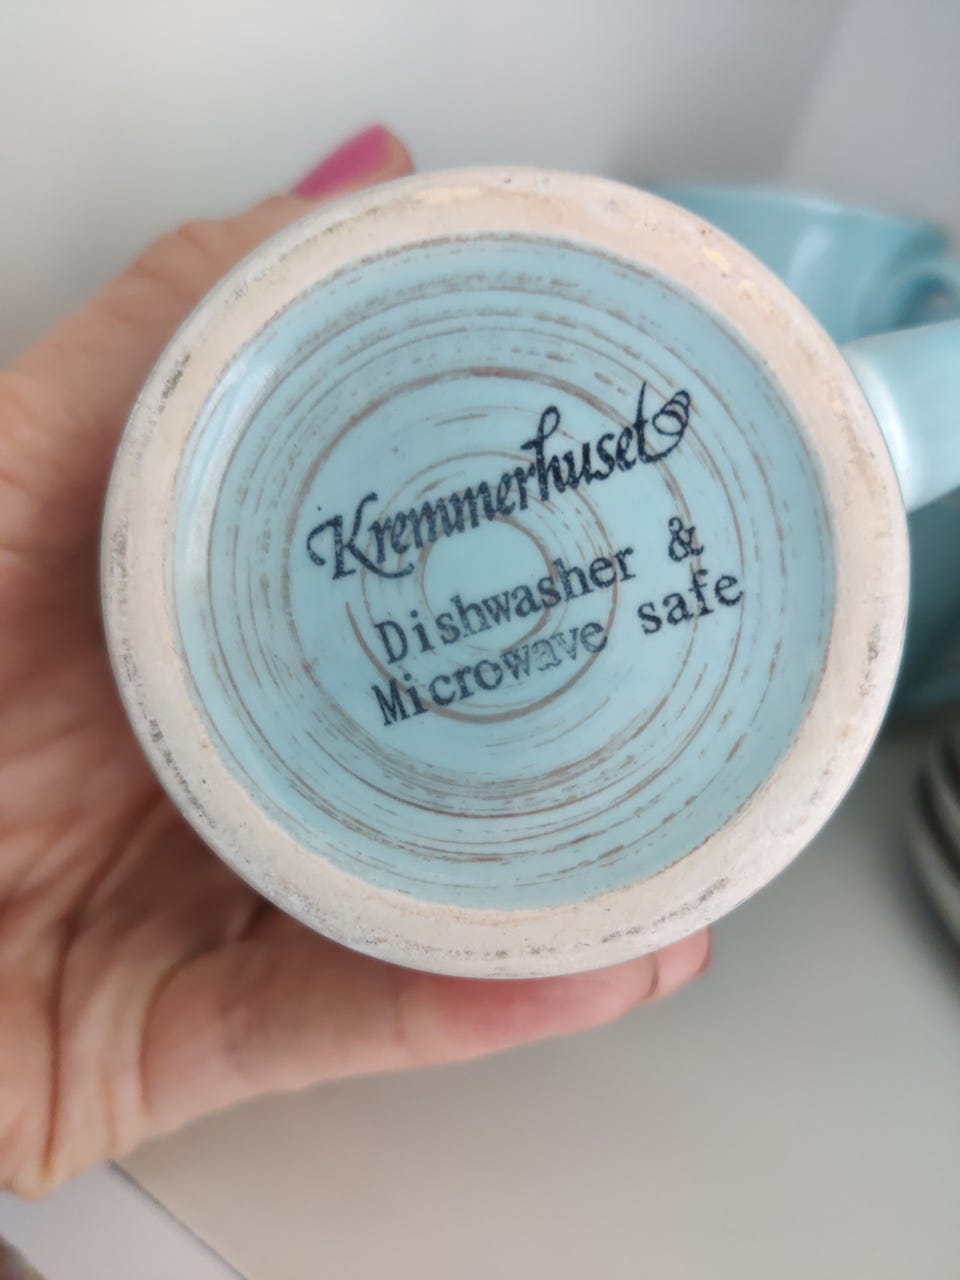 Kremmerhuset
Dishwasher &
Microwave safe